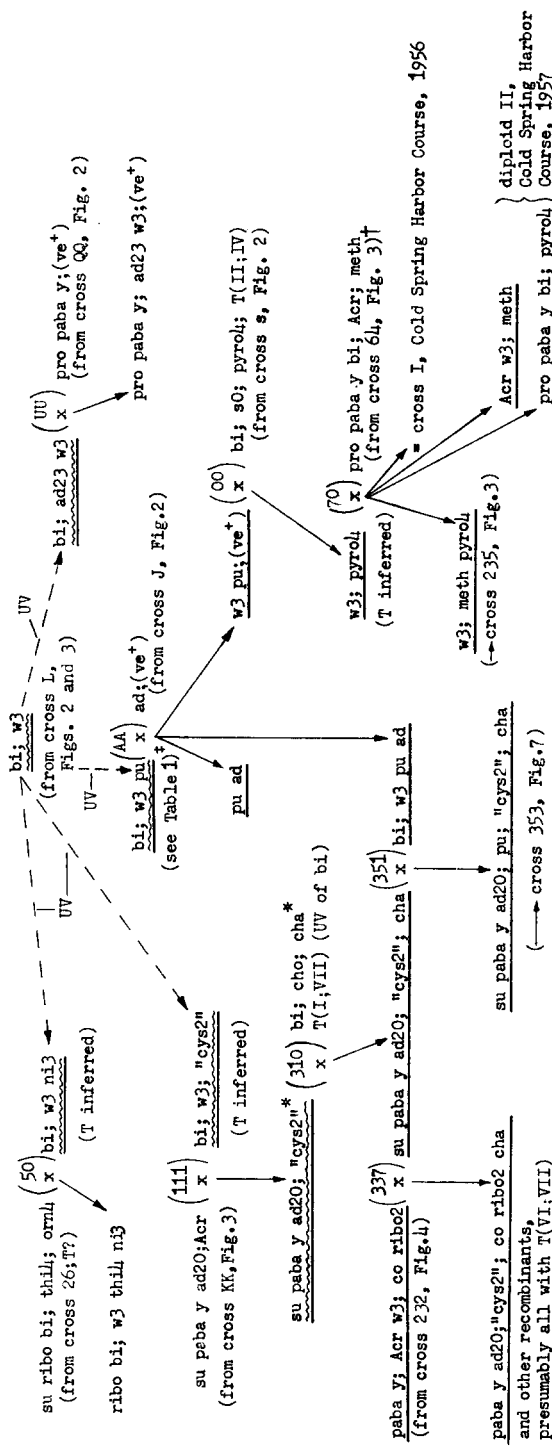 bi; w3
(from cross L,
Figs. 2 and 3)
UV
UV
UV
su ribo bi; thi4; orn4 (50) x bi; w3 ni3
(from cross 26;T?)
(T inferred)
ribo bi; w3 thi4 ni3
bi; ad23 w3 (UU) x pro paba y;(ve+)
(from cross QQ, Fig. 2)
pro paba y; ad23 w3;(ve+)
bi; w3 pu (AA) x ad;(ve+)
(see Table 1)‡
(from cross J, Fig.2)
pu ad
w3 pu;(ve+) (OO) x bi; s0; pyro4; T(II;IV)
(from cross s, Fig. 2)
su paba y ad20;Acr (111) x bi; w3; "cys2"
(from cross KK,Fig.3)
(T inferred)
su paba y ad20; "cys2"* (310) x bi; cho; cha*
T(I;VII) (UV of bi)
w3; pyro4 (70) x pro paba y bi; Acr; meth
(T inferred)
(from cross 64, Fig. 3)†
= cross I, Cold Spring Harbor Course, 1956
paba y; Acr w3; co ribo2 (337) x su paba y ad20; "cys2"; cha (351) x bi; w3 pu ad
(from cross 232, Fig.4)
w3; meth pyro4
(→cross 235, Fig.3)
Acr w3; meth
pro paba y bi; pyro4
} diploid II,
Cold Spring Harbor
Course, 1957
paba y ad20;"cys2"; co ribo2 cha
and other recombinants,
presumably all with T(VI;VII)
su paba y ad20; pu; "cys2"; cha
(→ cross 353, Fig.7)